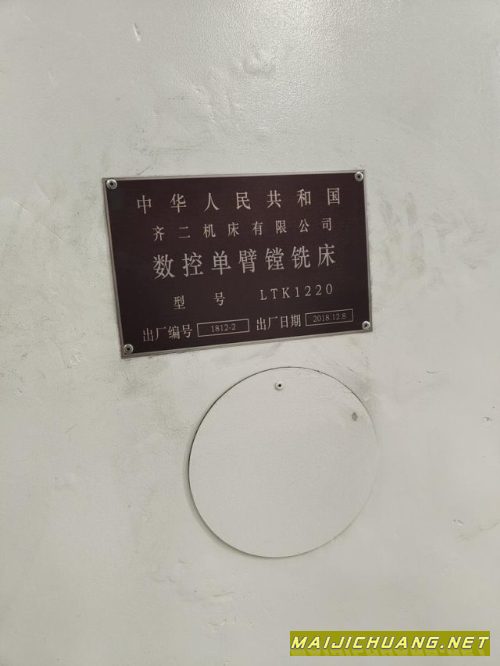 中华人民共和国
齐二机床有限公司
数控单臂镗铣床
型号 LTK1220
出厂编号 1812-2 出厂日期 2018.12.8
MAIJICHUANG.NET